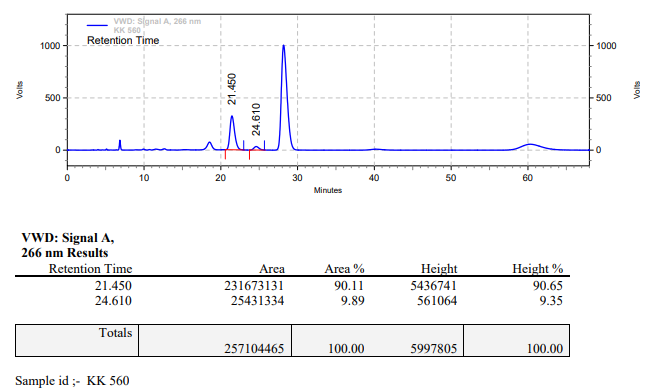 VWD: Signal A, 266 nm
KK 560
Retention Time
1000
1000
Volts
21.450
24.610
500
500
Volts
0
0
0 10 20 30 40 50 60
Minutes
VWD: Signal A,
266 nm Results
Retention Time Area Area % Height Height %
21.450 231673131 90.11 5436741 90.65
24.610 25431334 9.89 561064 9.35
Totals
257104465 100.00 5997805 100.00
Sample id ;- KK 560